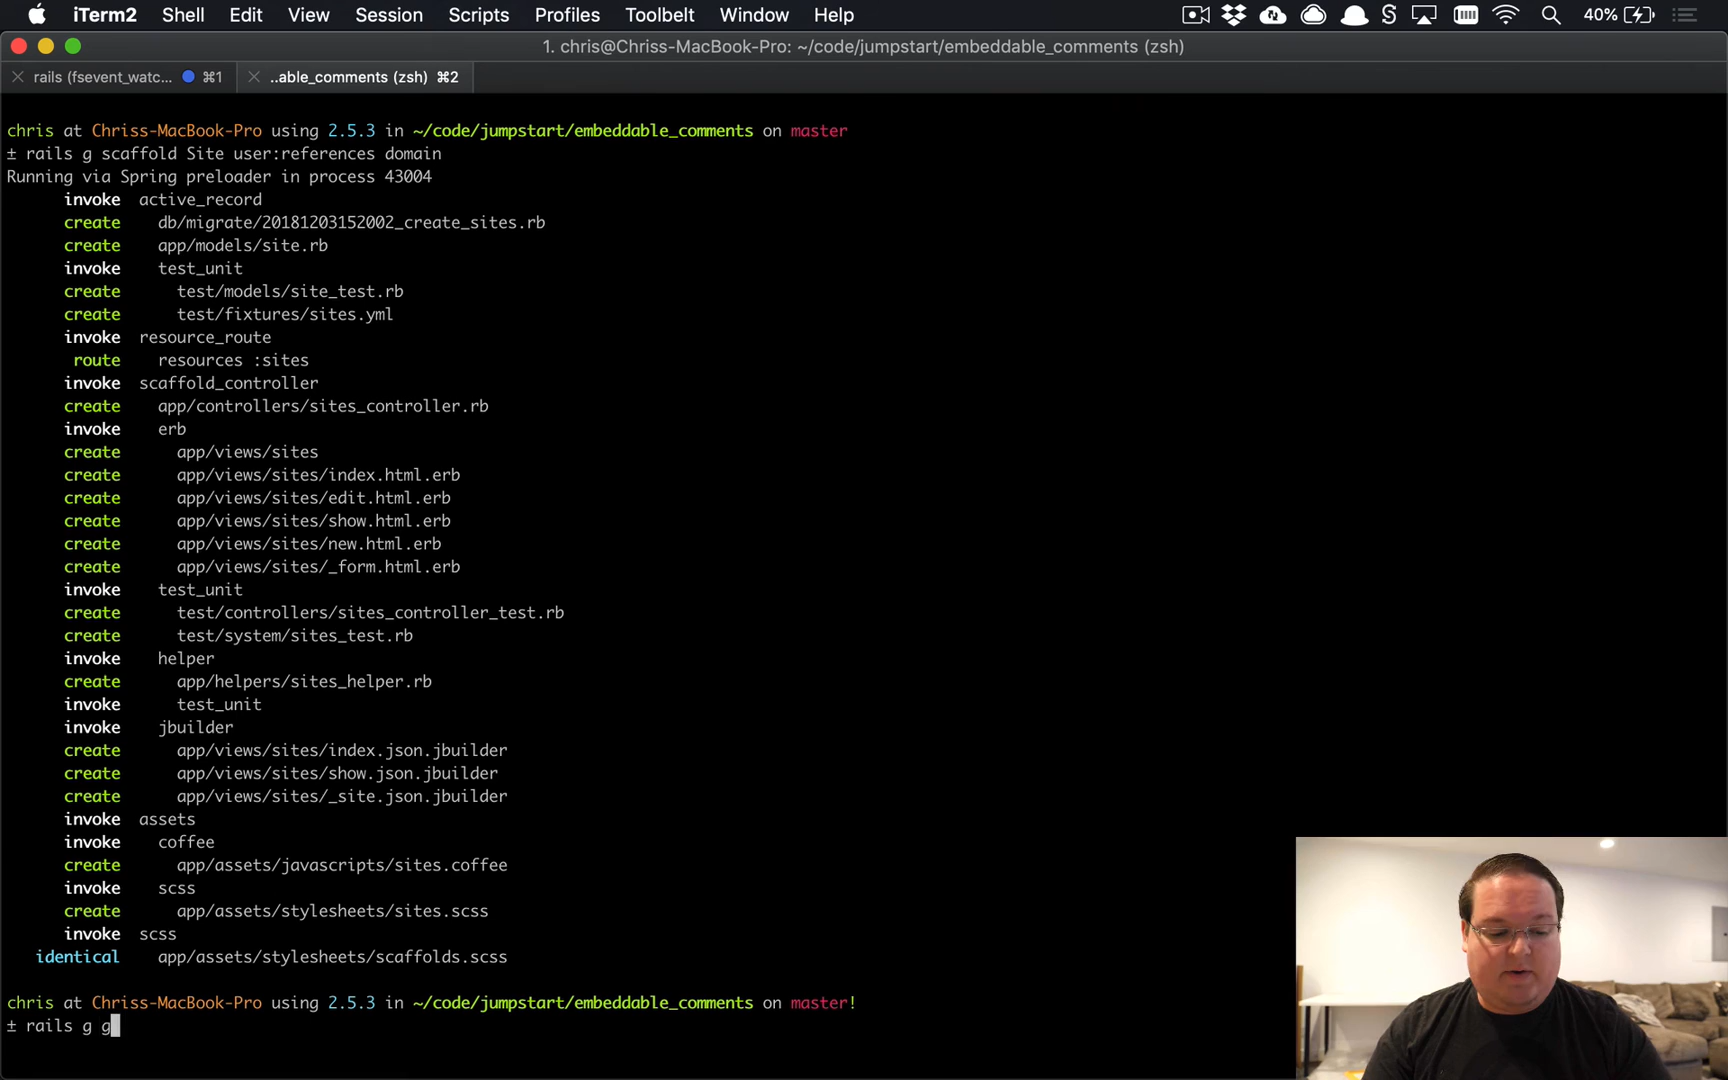 iTerm2 Shell Edit View Session Scripts Profiles Toolbelt Window Help 40%
1. chris@Chriss-MacBook-Pro: ~/code/jumpstart/embeddable_comments (zsh)
rails (fsevent_watc... ⌘1 ..able_comments (zsh) ⌘2
chris at Chriss-MacBook-Pro using 2.5.3 in ~/code/jumpstart/embeddable_comments on master
± rails g scaffold Site user:references domain
Running via Spring preloader in process 43004
invoke active_record
create db/migrate/20181203152002_create_sites.rb
create app/models/site.rb
invoke test_unit
create test/models/site_test.rb
create test/fixtures/sites.yml
invoke resource_route
route resources :sites
invoke scaffold_controller
create app/controllers/sites_controller.rb
invoke erb
create app/views/sites
create app/views/sites/index.html.erb
create app/views/sites/edit.html.erb
create app/views/sites/show.html.erb
create app/views/sites/new.html.erb
create app/views/sites/_form.html.erb
invoke test_unit
create test/controllers/sites_controller_test.rb
create test/system/sites_test.rb
invoke helper
create app/helpers/sites_helper.rb
invoke test_unit
invoke jbuilder
create app/views/sites/index.json.jbuilder
create app/views/sites/show.json.jbuilder
create app/views/sites/_site.json.jbuilder
invoke assets
invoke coffee
create app/assets/javascripts/sites.coffee
invoke scss
create app/assets/stylesheets/sites.scss
invoke scss
identical app/assets/stylesheets/scaffolds.scss
chris at Chriss-MacBook-Pro using 2.5.3 in ~/code/jumpstart/embeddable_comments on master!
± rails g g